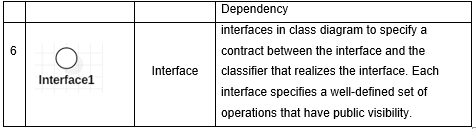 Dependency
interfaces in class diagram to specify a
6
contract between the interface and the
Interface1
Interface
classifier that realizes the interface. Each
interface specifies a well-defined set of
operations that have public visibility.